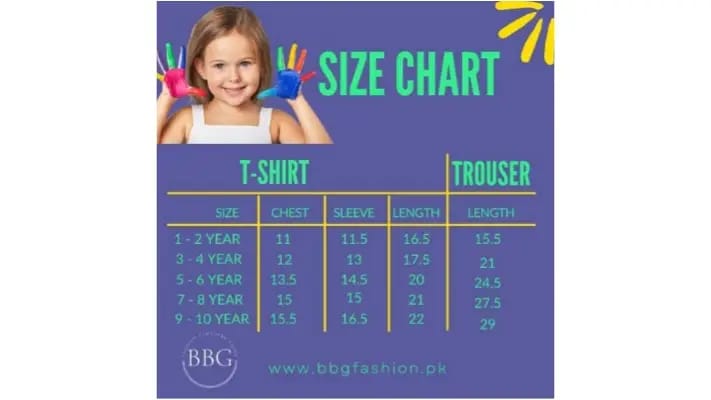 SIZE CHART
T-SHIRT TROUSER
SIZE CHEST SLEEVE LENGTH LENGTH
1 - 2 YEAR 11 11.5 16.5 15.5
3 - 4 YEAR 12 13 17.5 21
5 - 6 YEAR 13.5 14.5 20 24.5
7 - 8 YEAR 15 15 21 27.5
9 - 10 YEAR 15.5 16.5 22 29
BBG
www.bbgfashion.pk